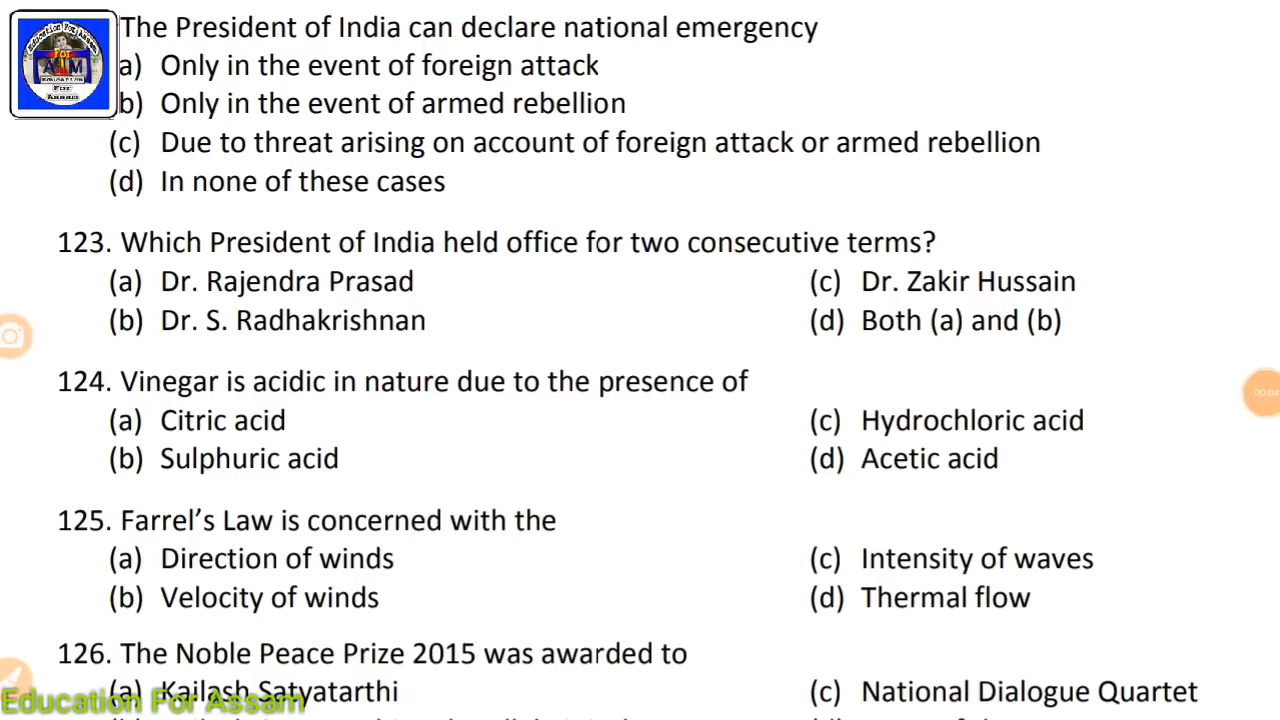 The President of India can declare national emergency
a) Only in the event of foreign attack
b) Only in the event of armed rebellion
(c) Due to threat arising on account of foreign attack or armed rebellion
(d) In none of these cases
123. Which President of India held office for two consecutive terms?
(a) Dr. Rajendra Prasad
(c) Dr. Zakir Hussain
(b) Dr. S. Radhakrishnan
(d) Both (a) and (b)
124. Vinegar is acidic in nature due to the presence of
(a) Citric acid
(c) Hydrochloric acid
(b) Sulphuric acid
(d) Acetic acid
125. Farrel's Law is concerned with the
(a) Direction of winds
(c) Intensity of waves
(b) Velocity of winds
(d) Thermal flow
126. The Noble Peace Prize 2015 was awarded to
(a) Kailash Satyatarthi
(c) National Dialogue Quartet
Education For Assam
Education For Assam
For
For
Assam